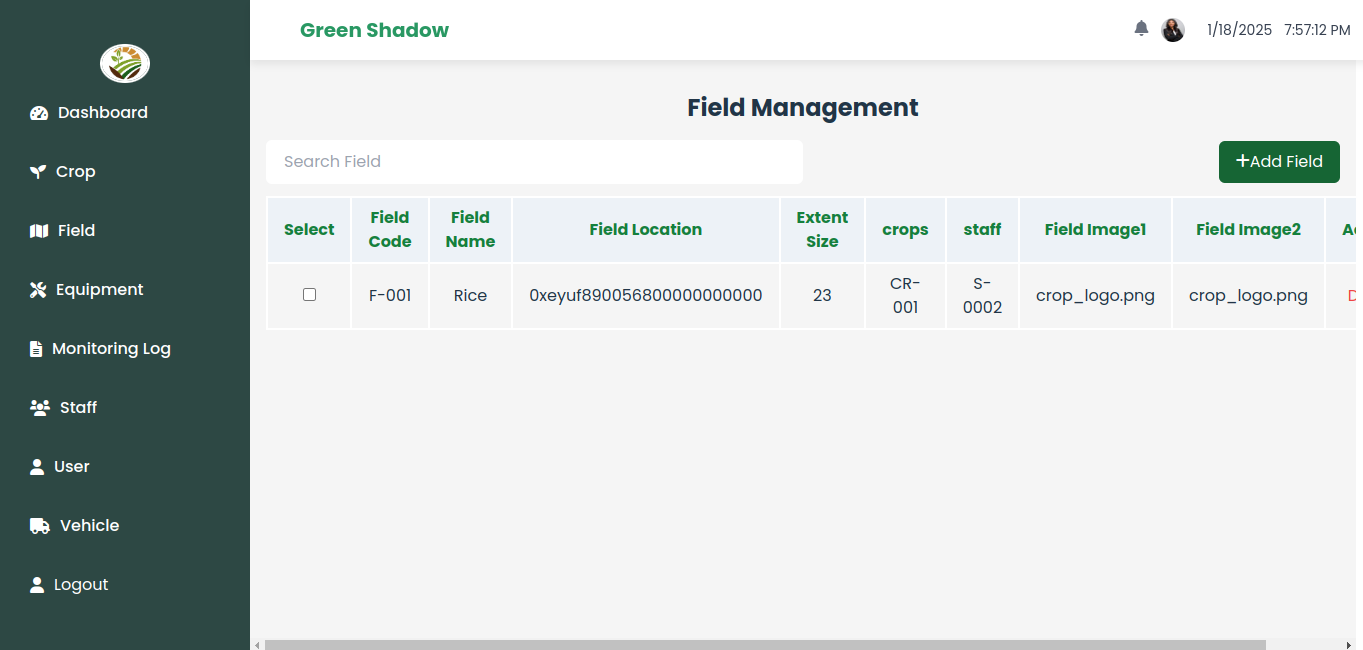 Green Shadow
1/18/2025 7:57:12 PM
Dashboard
Crop
Field
Equipment
Monitoring Log
Staff
User
Vehicle
Logout
Field Management
Search Field
Add Field
Select
Field
Code
Field
Name
Field Location
Extent
Size
crops
staff
Field Image1
Field Image2
F-001
Rice
0xeyuf890056800000000000
23
CR-
001
S-
0002
crop_logo.png
crop_logo.png